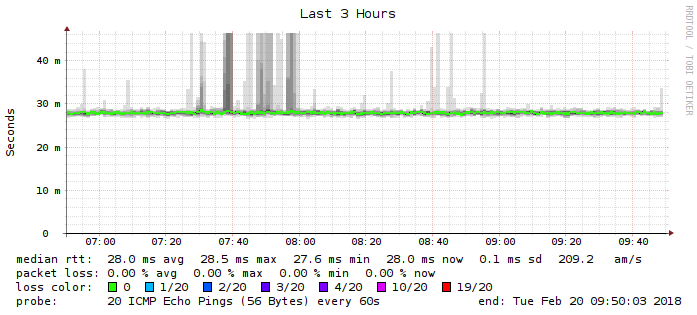 Last 3 Hours
RRDTOOL / TOBI OETIKER
Seconds
40 m
30 m
20 m
10 m
0
07:00 07:20 07:40 08:00 08:20 08:40 09:00 09:20 09:40
median rtt: 28.0 ms avg 28.5 ms max 27.6 ms min 28.0 ms now 0.1 ms sd 209.2 am/s
packet loss: 0.00 % avg 0.00 % max 0.00 % min 0.00 % now
loss color: 0 1/20 2/20 3/20 4/20 10/20 19/20
probe: 20 ICMP Echo Pings (56 Bytes) every 60s end: Tue Feb 20 09:50:03 2018